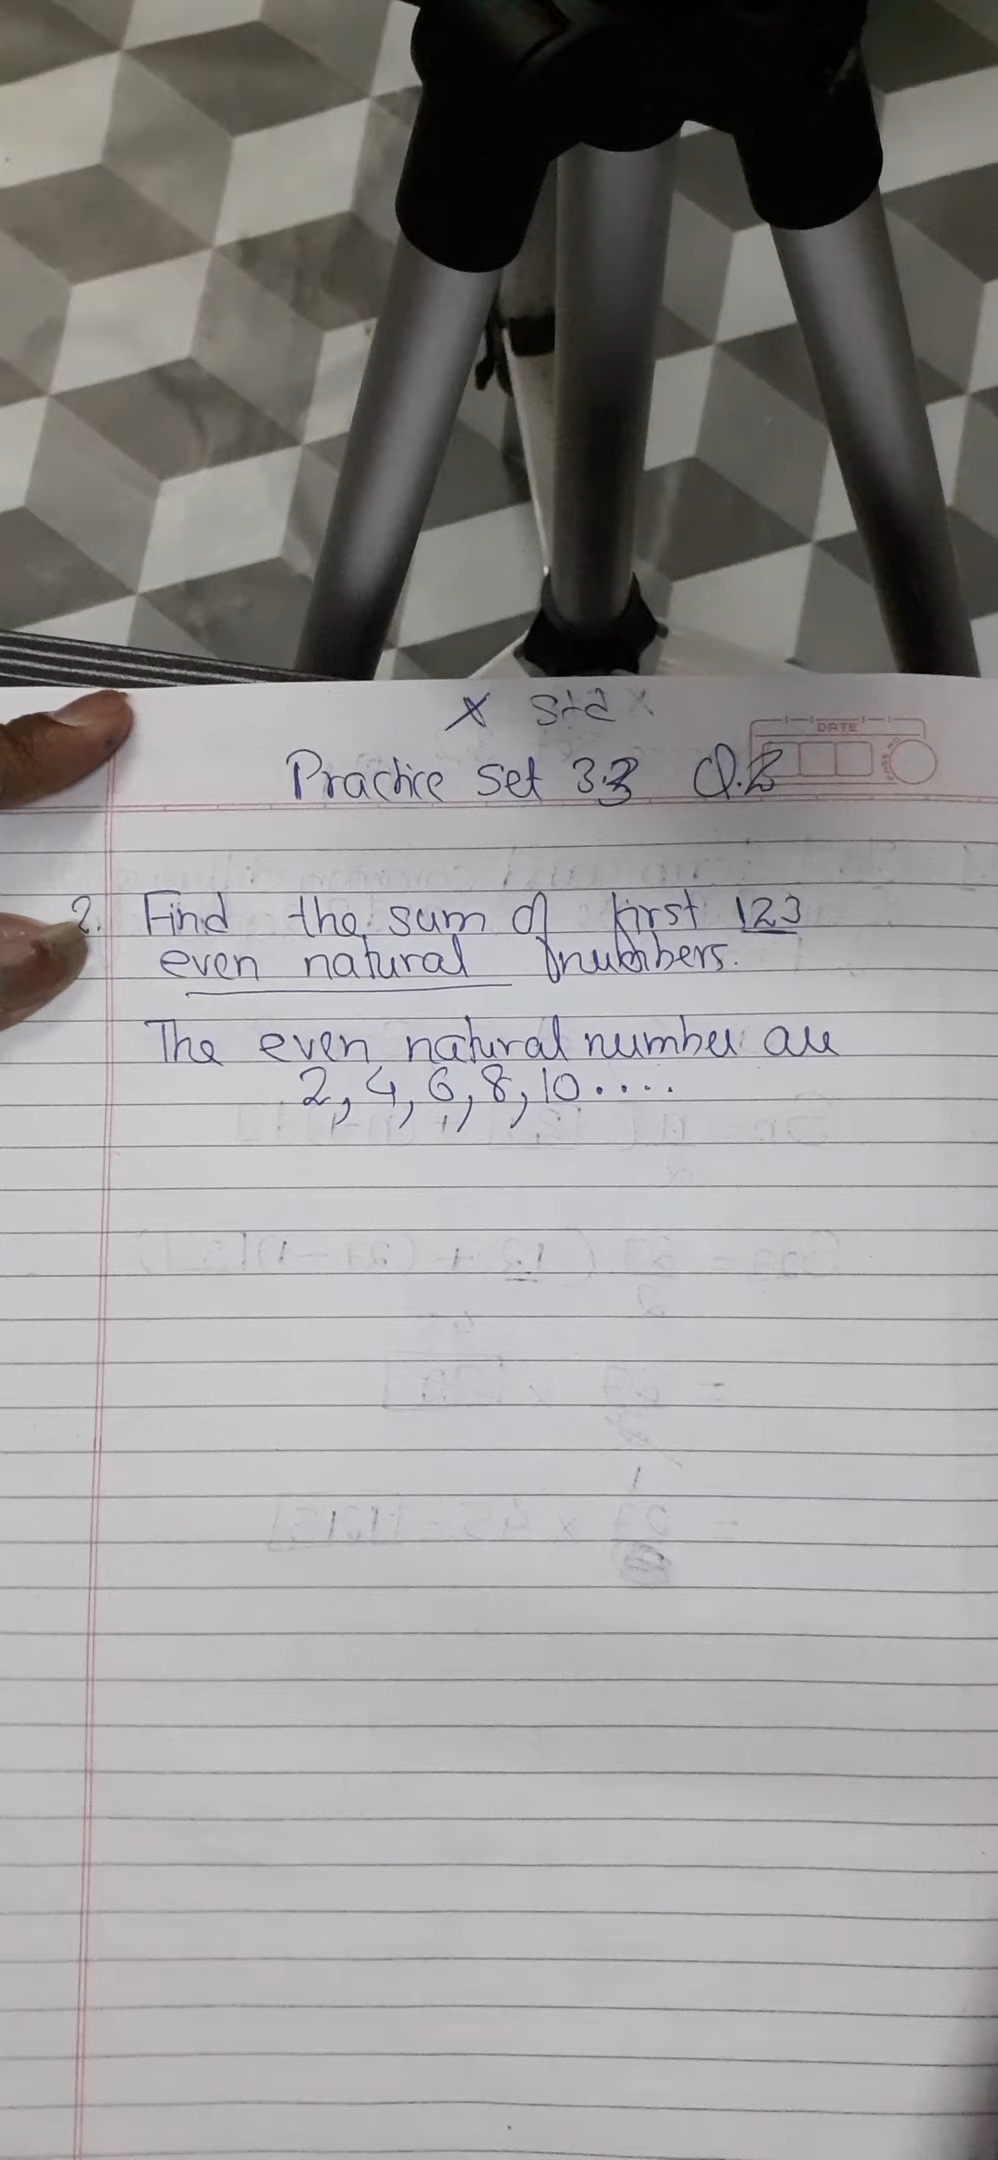 X Std
Practice Set 3.3 Q.2
DATE
2. Find the sum of first 123
even natural numbers.
The even natural number are
2, 4, 6, 8, 10....